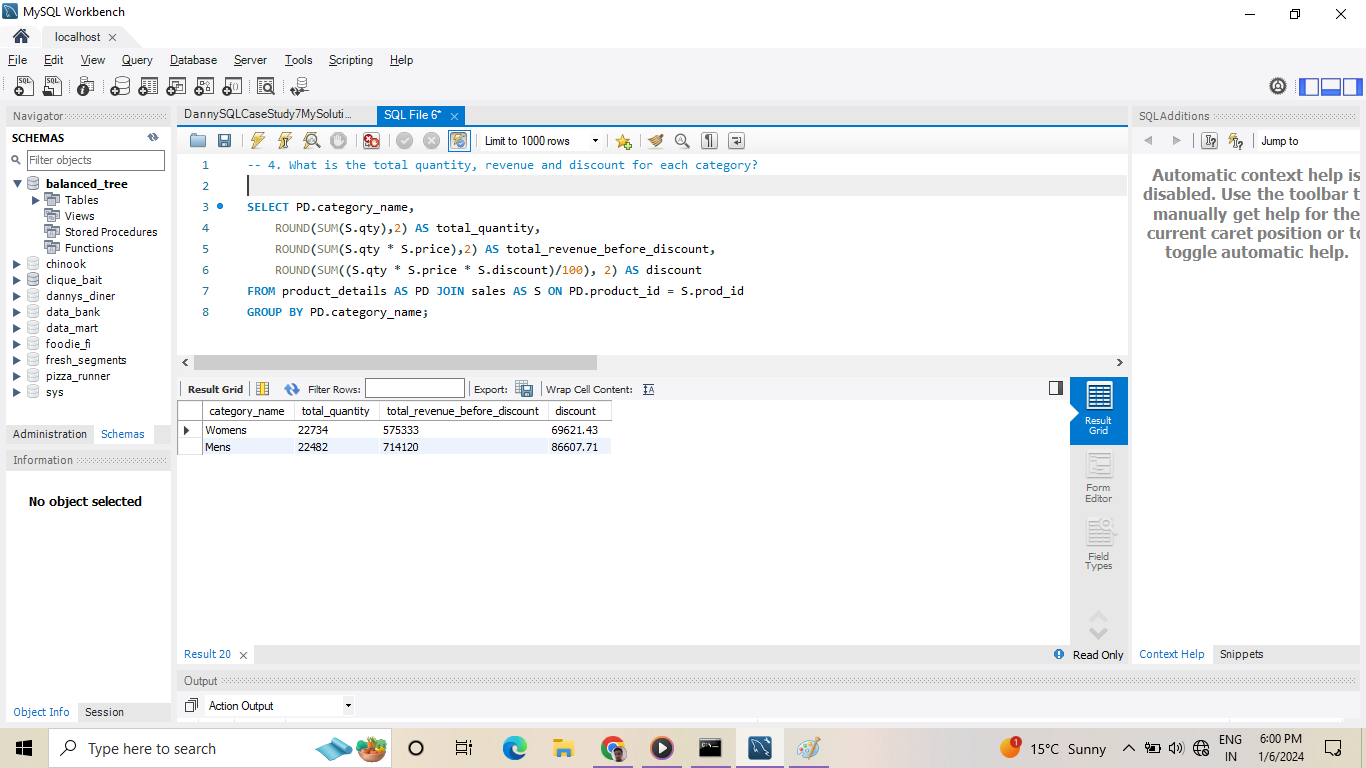 MySQL Workbench
localhost
File Edit View Query Database Server Tools Scripting Help
Navigator
SCHEMAS
Filter objects
balanced_tree
Tables
Views
Stored Procedures
Functions
chinook
clique_bait
dannys_diner
data_bank
data_mart
foodie_fi
fresh_segments
pizza_runner
sys
Administration Schemas
Information
No object selected
Object Info Session
DannySQLCaseStudy7MySoluti... SQL File 6*
Limit to 1000 rows
1 -- 4. What is the total quantity, revenue and discount for each category?
2
3 SELECT PD.category_name,
4 ROUND(SUM(S.qty),2) AS total_quantity,
5 ROUND(SUM(S.qty * S.price),2) AS total_revenue_before_discount,
6 ROUND(SUM((S.qty * S.price * S.discount)/100), 2) AS discount
7 FROM product_details AS PD JOIN sales AS S ON PD.product_id = S.prod_id
8 GROUP BY PD.category_name;
Result Grid Filter Rows: Export: Wrap Cell Content:
category_name total_quantity total_revenue_before_discount discount
Womens 22734 575333 69621.43
Mens 22482 714120 86607.71
Result
Grid
Form
Editor
Field
Types
Result 20
Read Only
Output
Action Output
SQLAdditions
Jump to
Automatic context help is
disabled. Use the toolbar t
manually get help for the
current caret position or to
toggle automatic help.
Context Help Snippets
Type here to search
1
15°C Sunny
ENG
IN
6:00 PM
1/6/2024